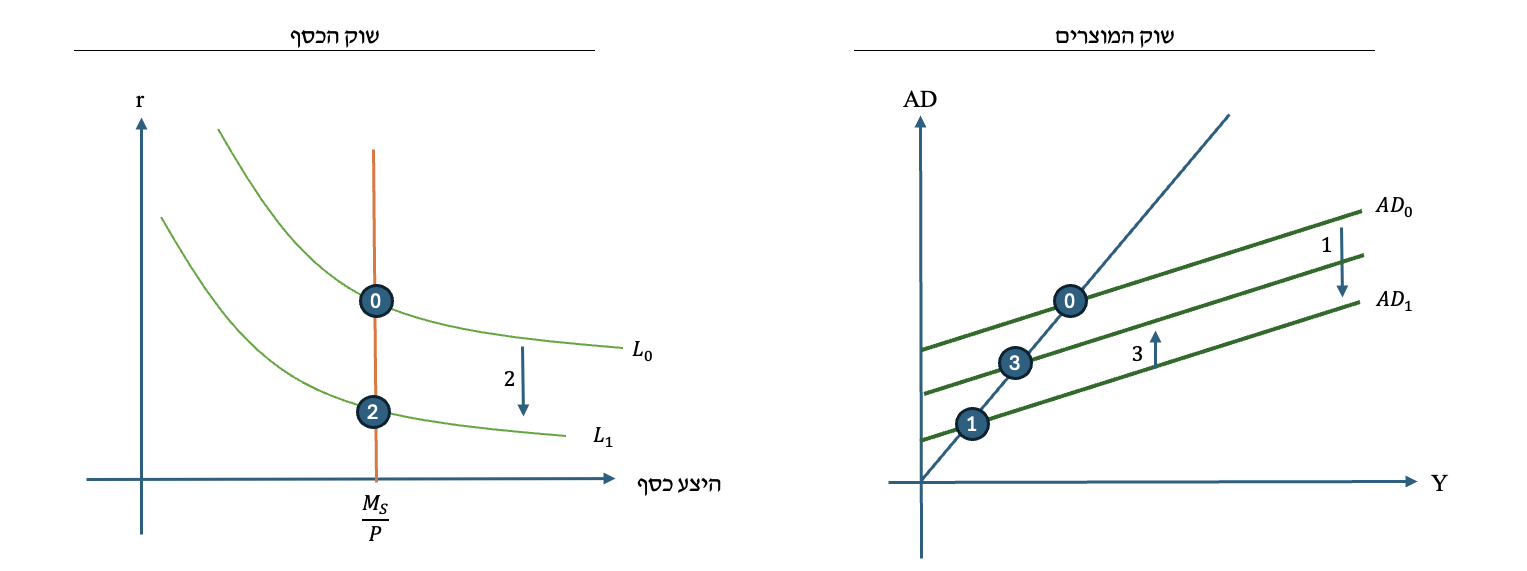 שוק הכסף
r
0
2
2
L₀
L₁
היצע כסף
M_S
P
שוק המוצרים
AD
AD₀
1
AD₁
0
3
3
1
Y